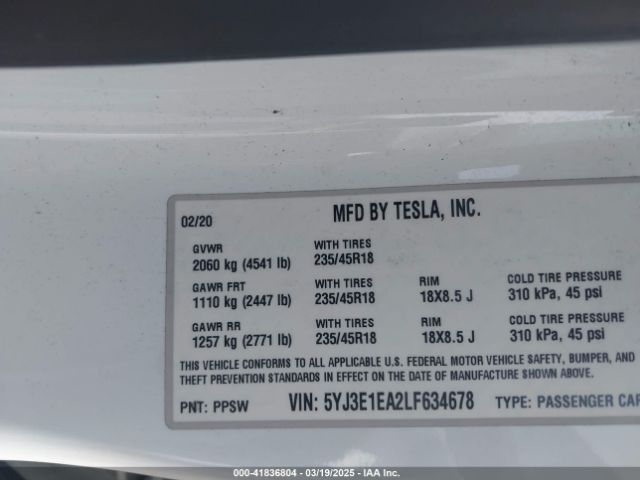 02/20 MFD BY TESLA, INC.
GVWR WITH TIRES
2060 kg (4541 lb) 235/45R18
GAWR FRT WITH TIRES RIM COLD TIRE PRESSURE
1110 kg (2447 lb) 235/45R18 18X8.5 J 310 kPa, 45 psi
GAWR RR WITH TIRES RIM COLD TIRE PRESSURE
1257 kg (2771 lb) 235/45R18 18X8.5 J 310 kPa, 45 psi
THIS VEHICLE CONFORMS TO ALL APPLICABLE U.S. FEDERAL MOTOR VEHICLE SAFETY, BUMPER, AND
THEFT PREVENTION STANDARDS IN EFFECT ON THE DATE OF MANUFACTURE SHOWN ABOVE.
PNT: PPSW VIN: 5YJ3E1EA2LF634678 TYPE: PASSENGER CAR
000-41836804 - 03/19/2025 - IAA Inc.